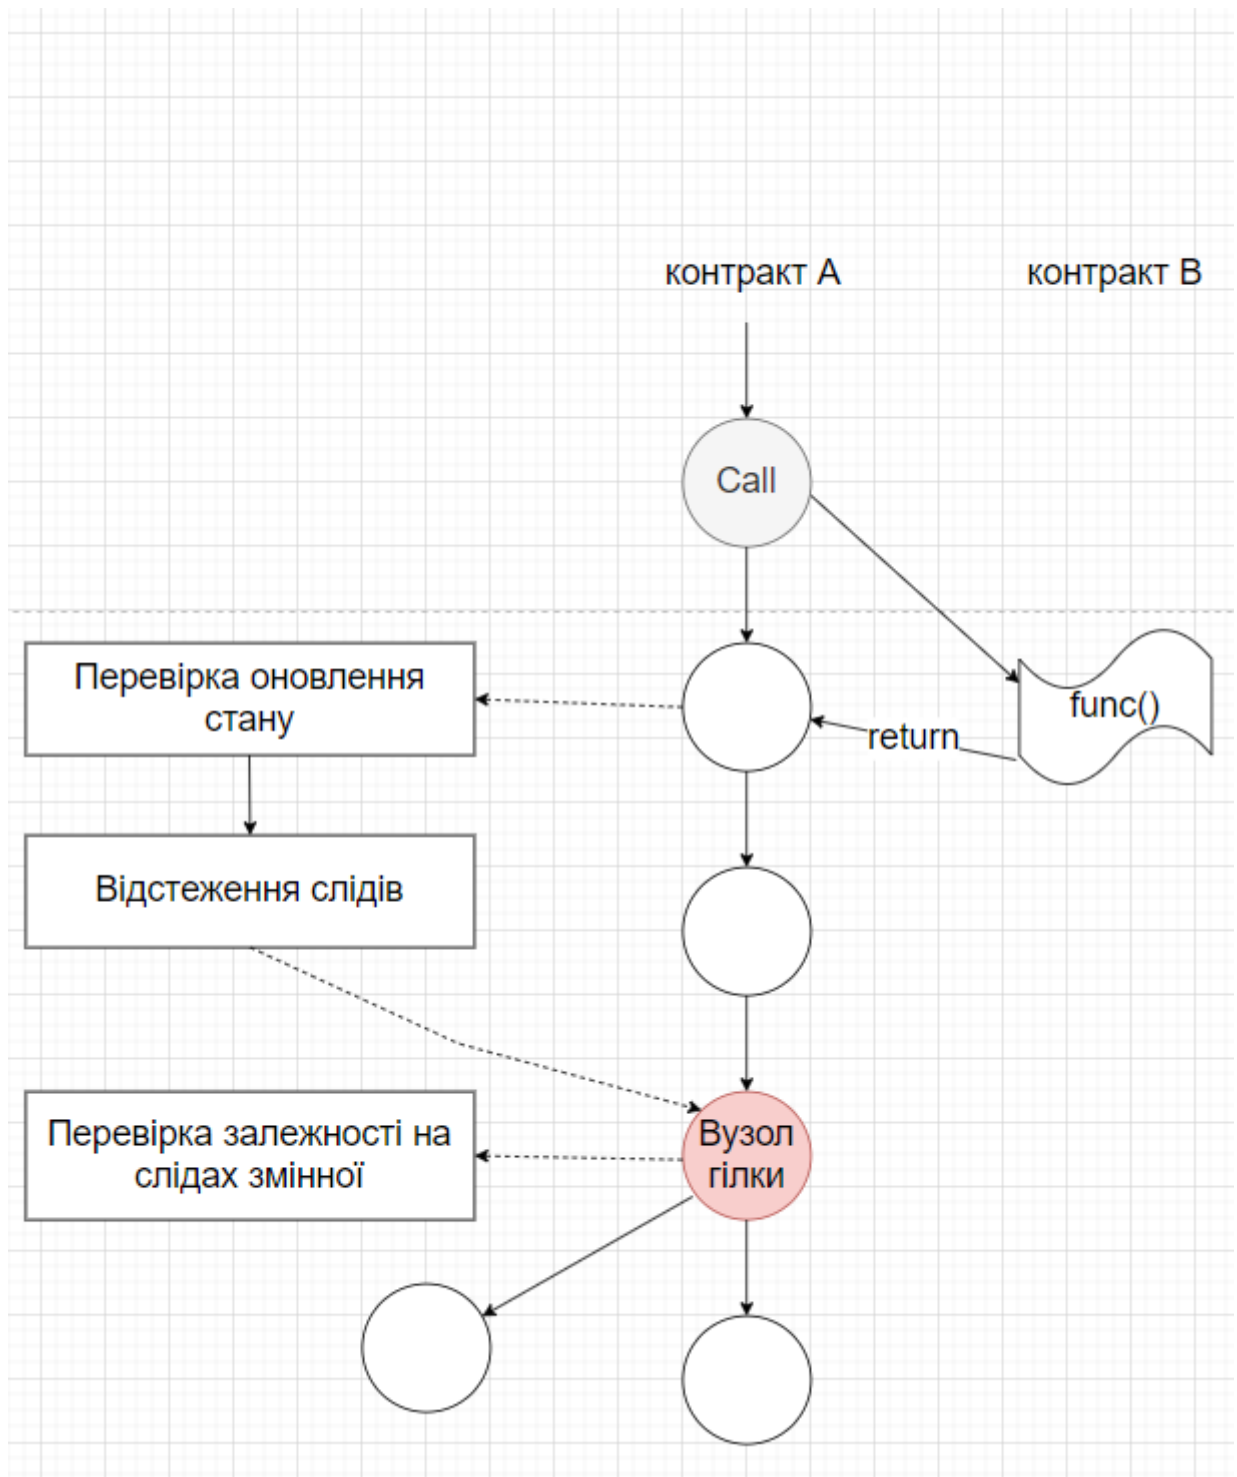 контракт A
контракт B
Call
Перевірка оновлення
стану
func()
return
Відстеження слідів
Перевірка залежності на
слідах змінної
Вузол
гілки